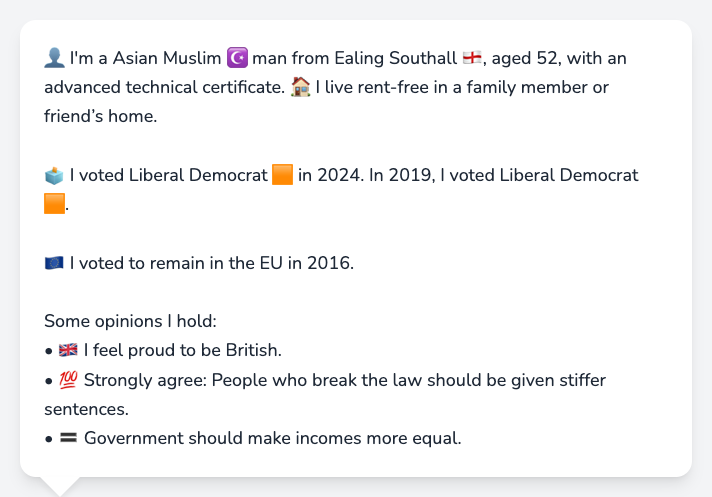 👤 I'm a Asian Muslim ☪️ man from Ealing Southall 🏴󠁧󠁢󠁥󠁮󠁧󠁿, aged 52, with an
advanced technical certificate. 🏠 I live rent-free in a family member or
friend’s home.
🗳️ I voted Liberal Democrat 🟧 in 2024. In 2019, I voted Liberal Democrat
🟧.
🇪🇺 I voted to remain in the EU in 2016.
Some opinions I hold:
• 🇬🇧 I feel proud to be British.
• 💯 Strongly agree: People who break the law should be given stiffer
sentences.
• 🟰 Government should make incomes more equal.